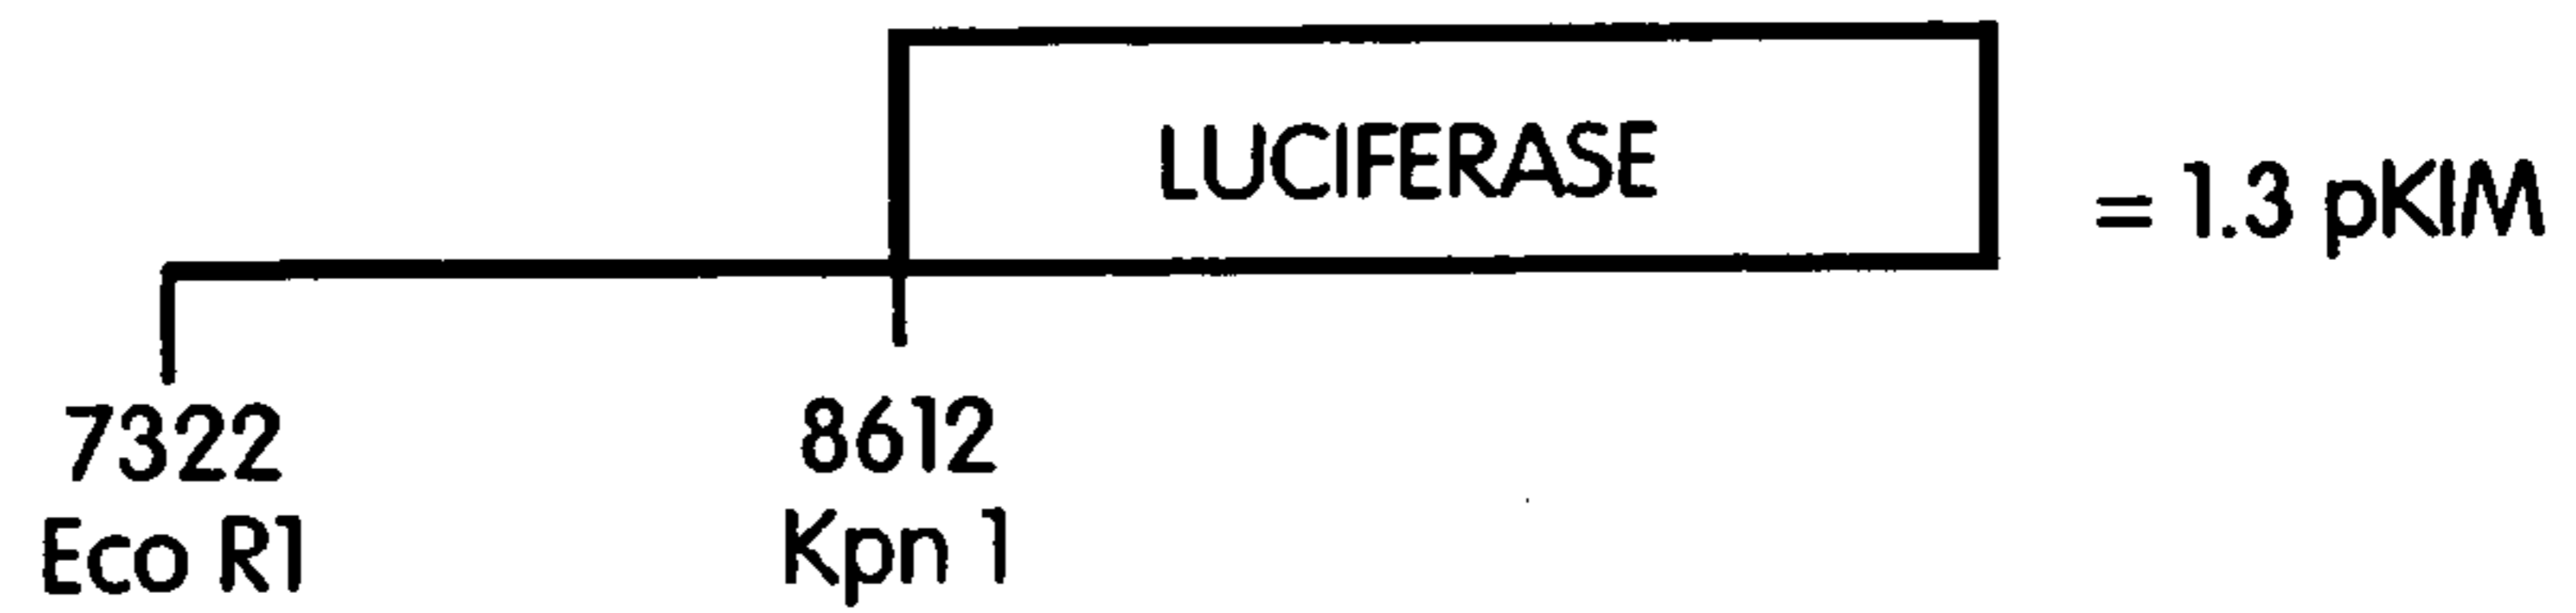 LUCIFERASE
= 1.3 pKIM
7322
Eco R1
8612
Kpn 1